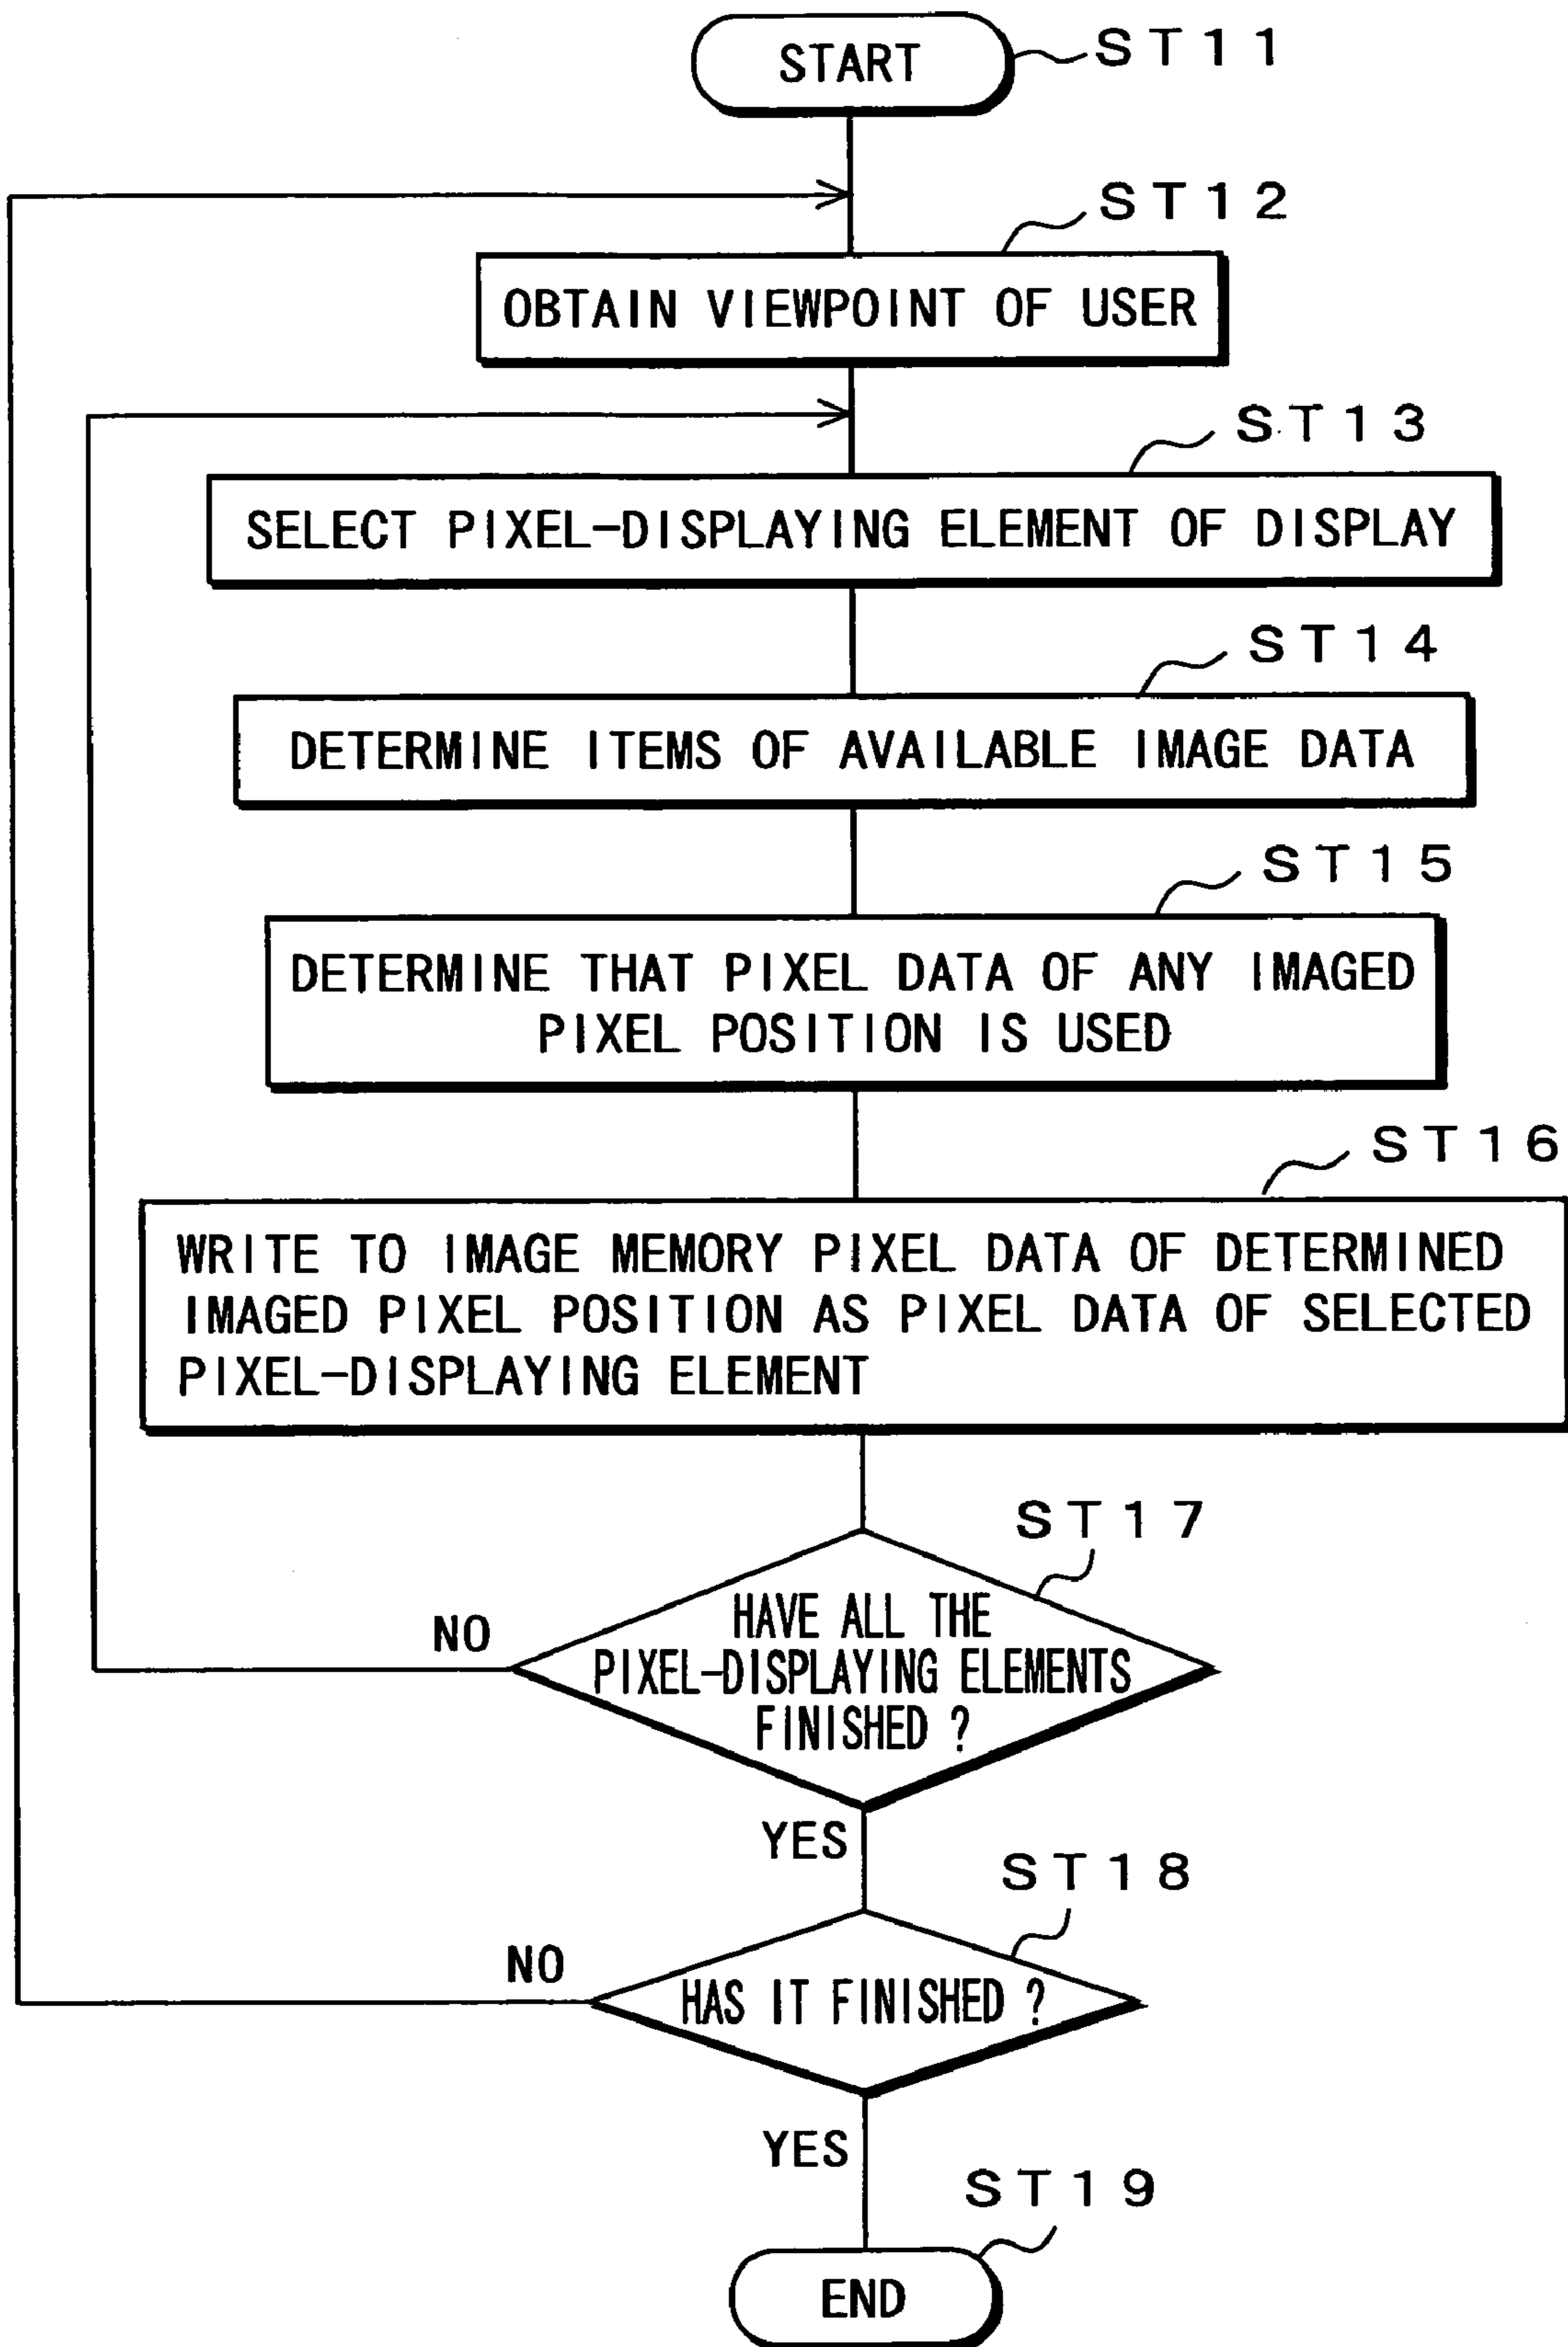 START
ST11
ST12
OBTAIN VIEWPOINT OF USER
ST13
SELECT PIXEL-DISPLAYING ELEMENT OF DISPLAY
ST14
DETERMINE ITEMS OF AVAILABLE IMAGE DATA
ST15
DETERMINE THAT PIXEL DATA OF ANY IMAGED
PIXEL POSITION IS USED
ST16
WRITE TO IMAGE MEMORY PIXEL DATA OF DETERMINED
IMAGED PIXEL POSITION AS PIXEL DATA OF SELECTED
PIXEL-DISPLAYING ELEMENT
ST17
HAVE ALL THE
NO
PIXEL-DISPLAYING ELEMENTS
FINISHED ?
YES
ST18
NO
HAS IT FINISHED ?
YES
ST19
END